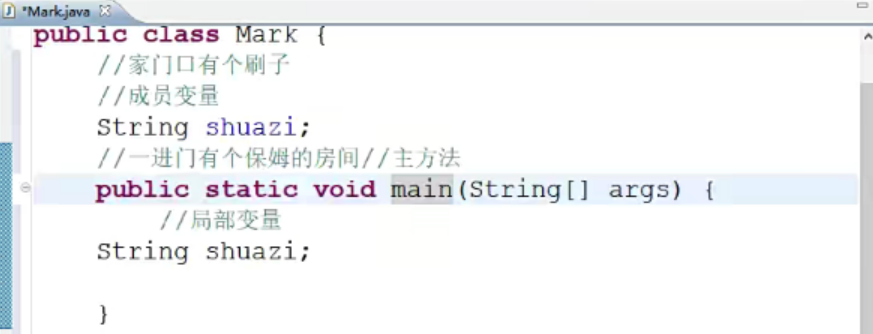 *Mark.java
public class Mark {
//家门口有个刷子
//成员变量
String shuazi;
//一进门有个保姆的房间//主方法
public static void main(String[] args) {
//局部变量
String shuazi;
}